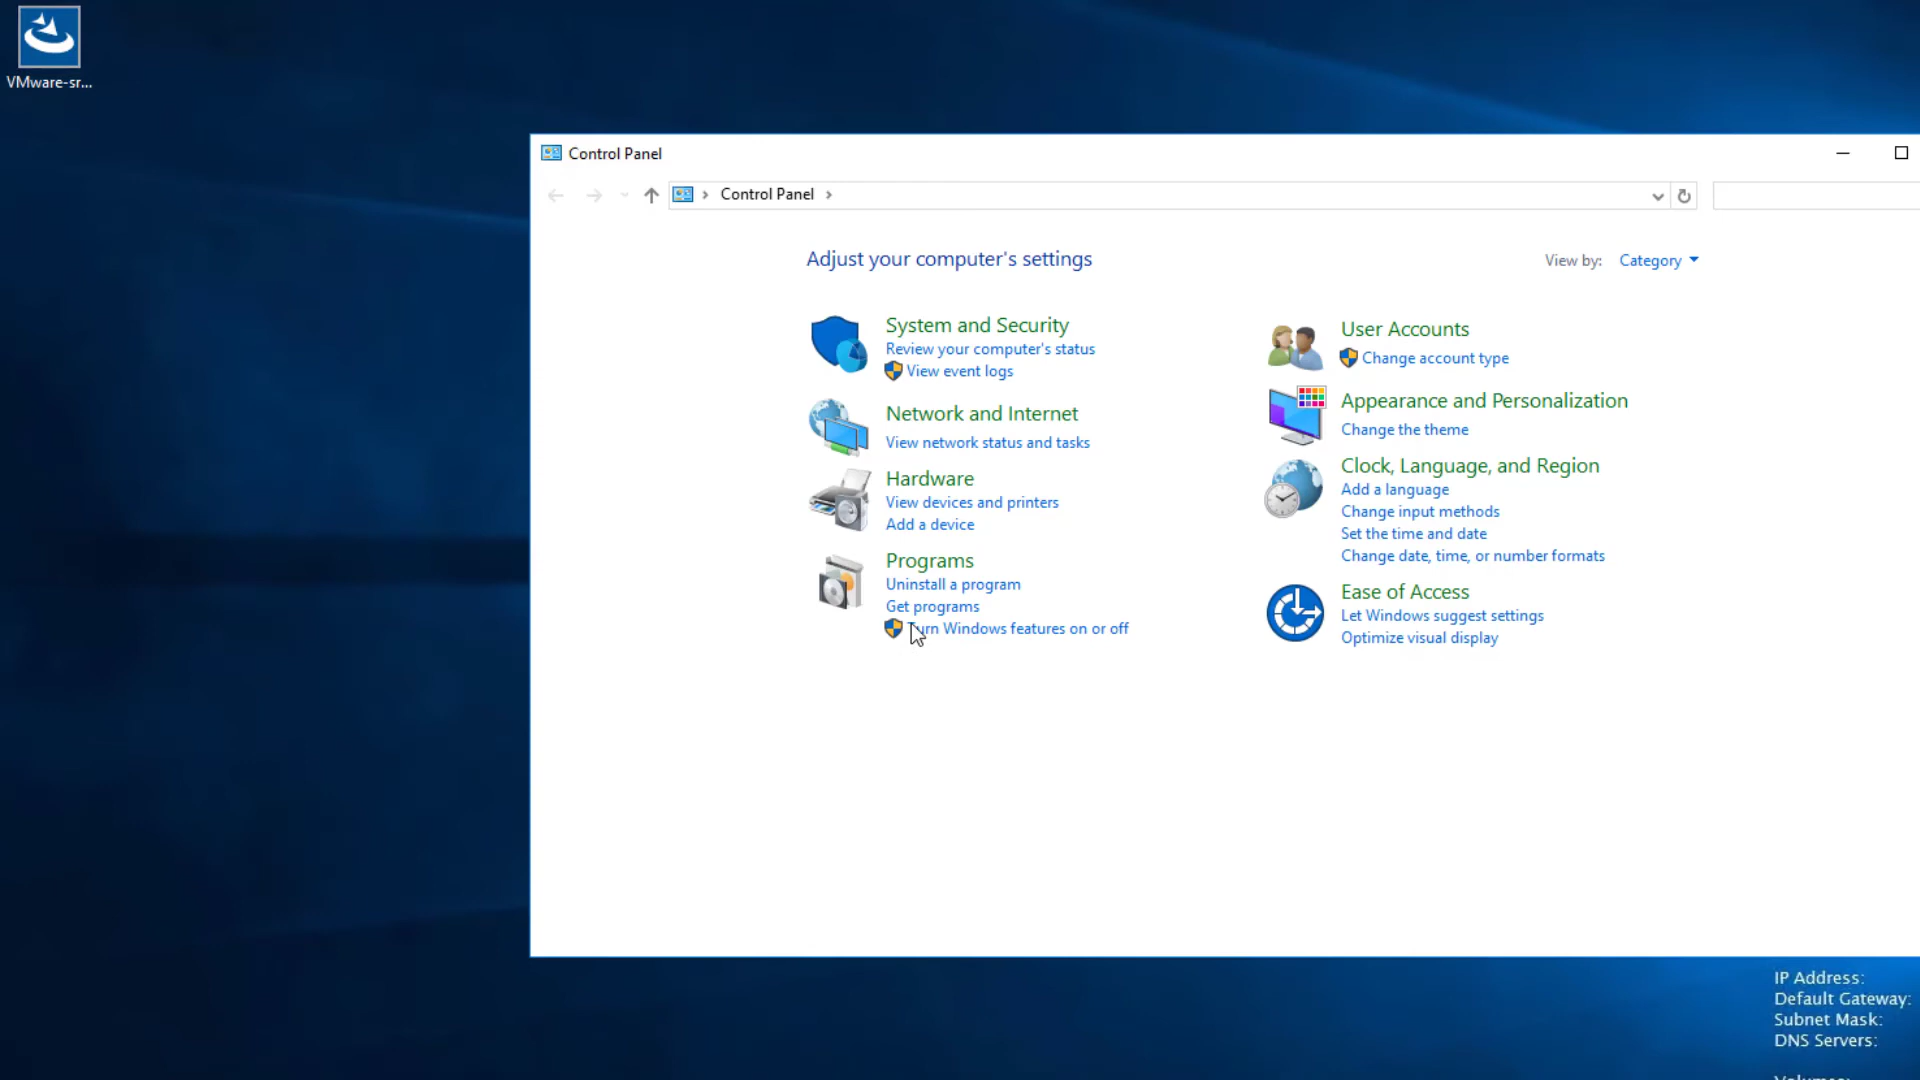 VMware-sr...
Control Panel
Control Panel
Adjust your computer's settings
View by: Category
System and Security
Review your computer's status
View event logs
Network and Internet
View network status and tasks
Hardware
View devices and printers
Add a device
Programs
Uninstall a program
Get programs
Turn Windows features on or off
User Accounts
Change account type
Appearance and Personalization
Change the theme
Clock, Language, and Region
Add a language
Change input methods
Set the time and date
Change date, time, or number formats
Ease of Access
Let Windows suggest settings
Optimize visual display
IP Address:
Default Gateway:
Subnet Mask:
DNS Servers: